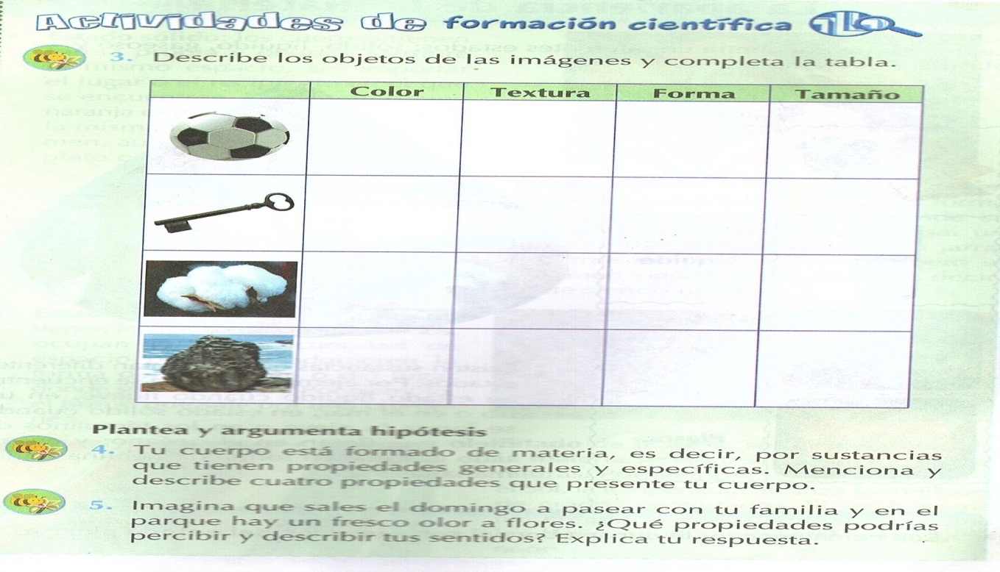 Actividades de formación científica
3. Describe los objetos de las imágenes y completa la tabla.
Color Textura Forma Tamaño
Plantea y argumenta hipótesis
4. Tu cuerpo está formado de materia, es decir, por sustancias
que tienen propiedades generales y específicas. Menciona y
describe cuatro propiedades que presente tu cuerpo.
5. Imagina que sales el domingo a pasear con tu familia y en el
parque hay un fresco olor a flores. ¿Qué propiedades podrías
percibir y describir tus sentidos? Explica tu respuesta.